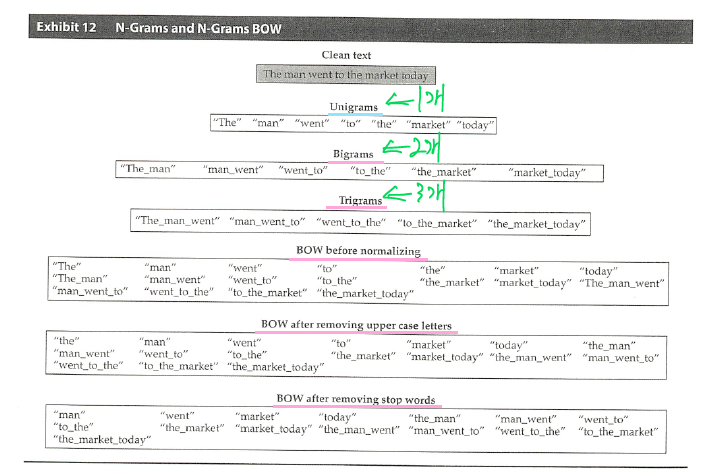 Exhibit 12 N-Grams and N-Grams BOW
Clean text
The man went to the market today
Unigrams ← 1개
"The" "man" "went" "to" "the" "market" "today"
Bigrams ← 2개
"The_man" "man_went" "went_to" "to_the" "the_market" "market_today"
Trigrams ← 3개
"The_man_went" "man_went_to" "went_to_the" "to_the_market" "the_market_today"
BOW before normalizing
"The" "man" "went" "to" "the" "market" "today"
"The_man" "man_went" "went_to" "to_the" "the_market" "market_today" "The_man_went"
"man_went_to" "went_to_the" "to_the_market" "the_market_today"
BOW after removing upper case letters
"the" "man" "went" "to" "market" "today" "the_man"
"man_went" "went_to" "to_the" "the_market" "market_today" "the_man_went" "man_went_to"
"went_to_the" "to_the_market" "the_market_today"
BOW after removing stop words
"man" "went" "market" "today" "the_man" "man_went" "went_to"
"to_the" "the_market" "market_today" "the_man_went" "man_went_to" "went_to_the" "to_the_market"
"the_market_today"